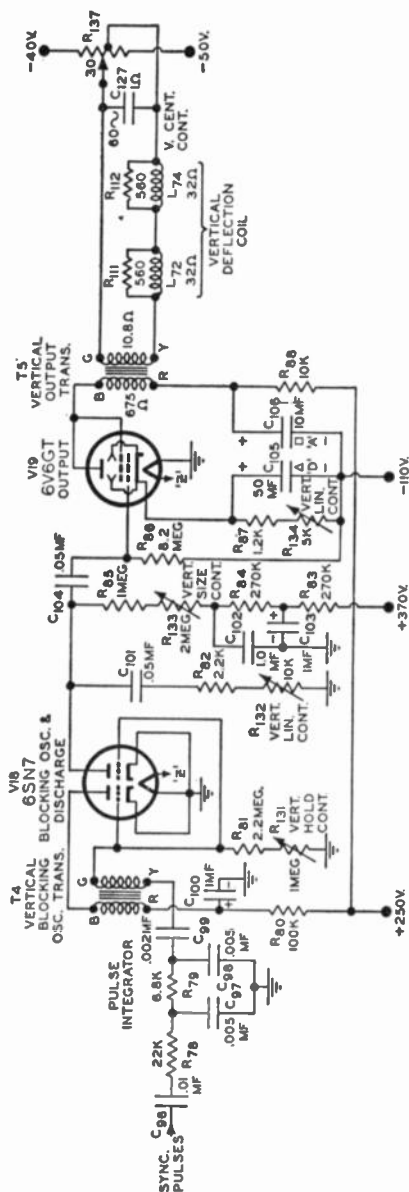 SYNC.
PULSES
C98
.01
MF
22K
R78
PULSE
INTEGRATOR
6.8K
R79
C97
.005
MF
C98
.005
MF
.002MF
C99
T4
VERTICAL
BLOCKING
OSC. TRANS.
B
G
R
Y
C100
1MF
+
-
R80
100K
+250V.
V18
6SN7
BLOCKING OSC. &
DISCHARGE
"Z"
R81
2.2MEG.
R131
1MEG
VERT.
HOLD
CONT.
C101
.05MF
R82
2.2K
R132
10K
VERT.
LIN.
CONT.
C104
.05MF
R85
1MEG
R133
2MEG.
VERT.
SIZE
CONT.
C102
1.0
MF
R84
270K
C103
1MF
-
+
R83
270K
+370V.
R86
8.2
MEG
V19
6V6GT
OUTPUT
"Z"
R87
1.2K
R134
5K
VERT.
LIN.
CONT.
50
MF
C105
+
△
"D"
-
C106
10MF
+
□
"A"
-
-110V.
R88
10K
T5
VERTICAL
OUTPUT
TRANS.
B
G
R
Y
675
Ω
10.8Ω
R111
560
L72
32Ω
R112
560
L74
32Ω
VERTICAL
DEFLECTION
COIL
V. CENT.
CONT.
60~
C127
1Ω
-40V.
30
R137
-50V.